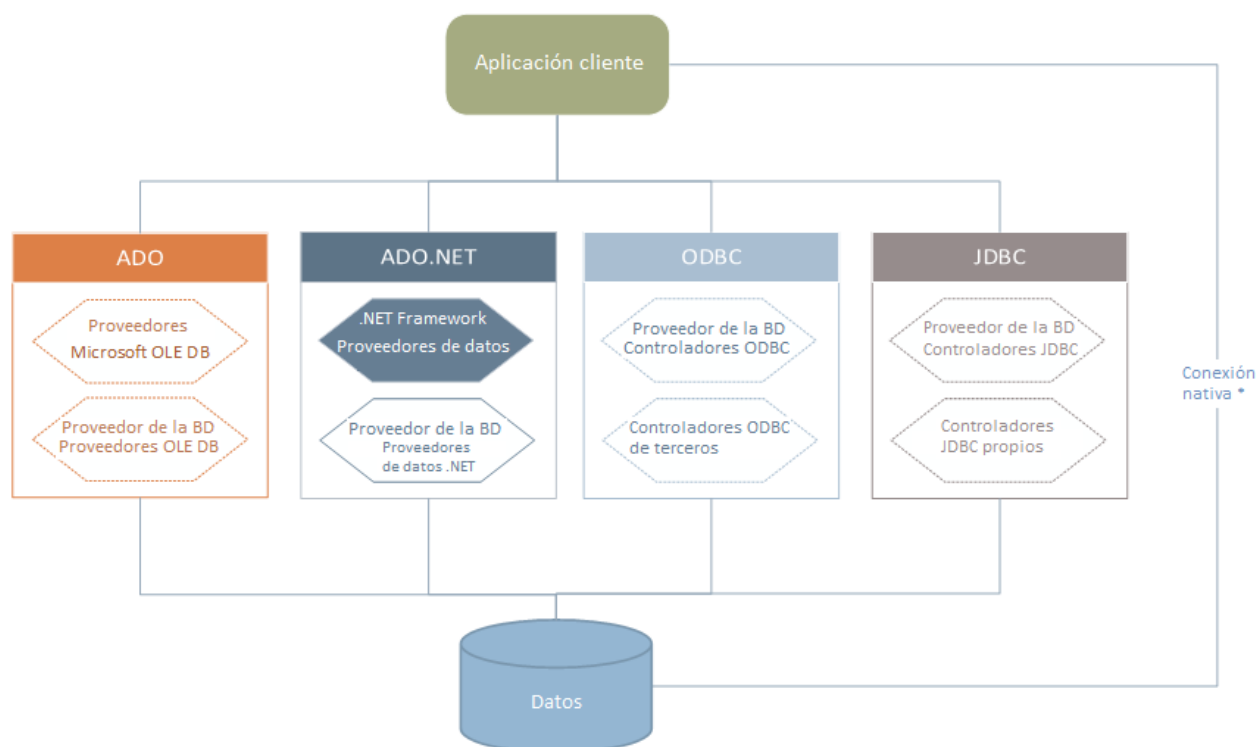 Aplicación cliente
ADO
Proveedores
Microsoft OLE DB
Proveedor de la BD
Proveedores OLE DB
ADO.NET
.NET Framework
Proveedores de datos
Proveedor de la BD
Proveedores
de datos .NET
ODBC
Proveedor de la BD
Controladores ODBC
Controladores ODBC
de terceros
JDBC
Proveedor de la BD
Controladores JDBC
Controladores
JDBC propios
Conexión
nativa *
Datos